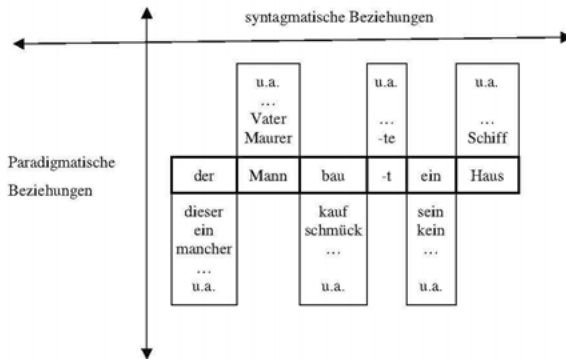 syntagmatische Beziehungen
u.a.
...
Vater
Maurer
u.a.
...
-te
u.a.
...
Schiff
Paradigmatische
Beziehungen
der Mann bau -t ein Haus
dieser
ein
mancher
...
u.a.
kauf
schmück
...
u.a.
sein
kein
...
u.a.